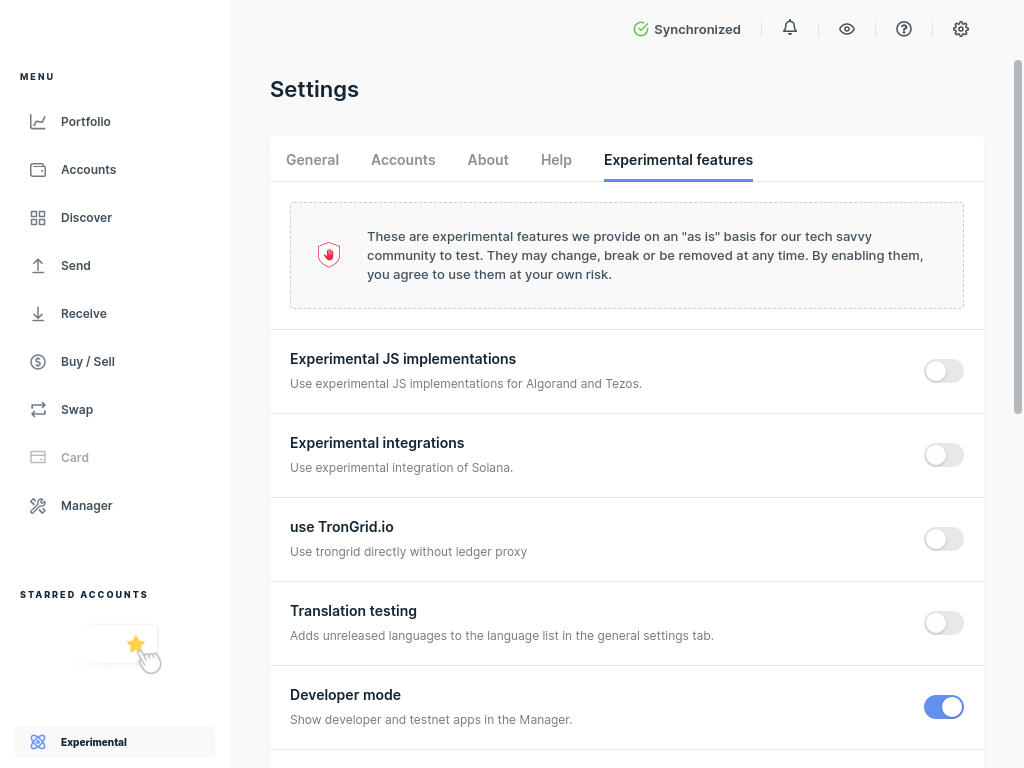 Synchronized
MENU
Portfolio
Accounts
Discover
Send
Receive
Buy / Sell
Swap
Card
Manager
STARRED ACCOUNTS
Experimental
Settings
General Accounts About Help Experimental features
These are experimental features we provide on an "as is" basis for our tech savvy
community to test. They may change, break or be removed at any time. By enabling them,
you agree to use them at your own risk.
Experimental JS implementations
Use experimental JS implementations for Algorand and Tezos.
Experimental integrations
Use experimental integration of Solana.
use TronGrid.io
Use trongrid directly without ledger proxy
Translation testing
Adds unreleased languages to the language list in the general settings tab.
Developer mode
Show developer and testnet apps in the Manager.